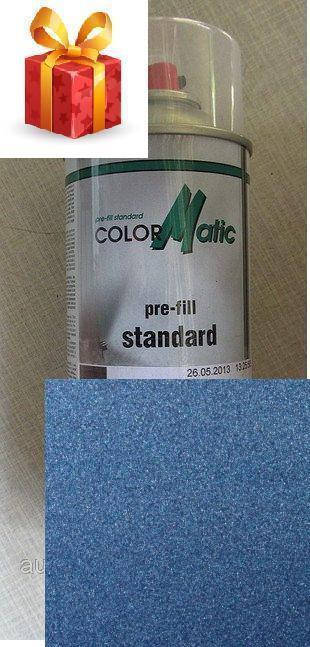 pre-fill standard
COLORMatic
pre-fill
standard
26.05.2013